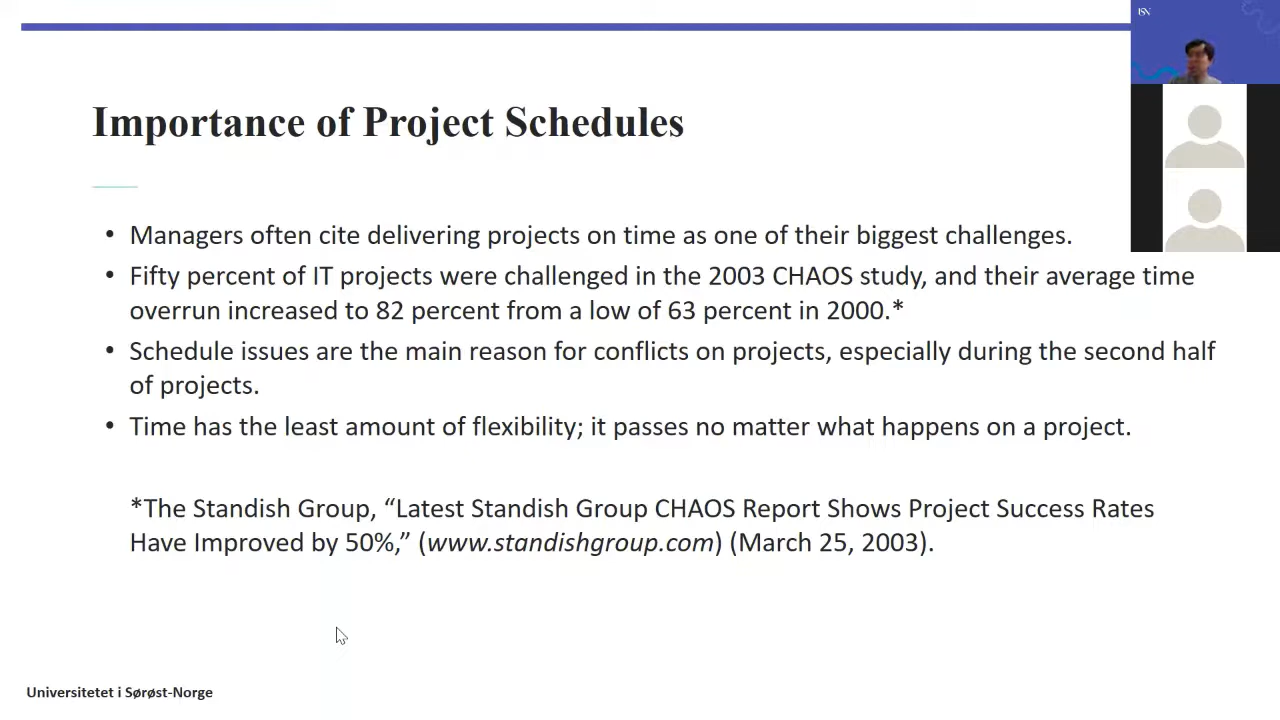 USN
Importance of Project Schedules
• Managers often cite delivering projects on time as one of their biggest challenges.
• Fifty percent of IT projects were challenged in the 2003 CHAOS study, and their average time
overrun increased to 82 percent from a low of 63 percent in 2000.*
• Schedule issues are the main reason for conflicts on projects, especially during the second half
of projects.
• Time has the least amount of flexibility; it passes no matter what happens on a project.
*The Standish Group, “Latest Standish Group CHAOS Report Shows Project Success Rates
Have Improved by 50%,” (www.standishgroup.com) (March 25, 2003).
Universitetet i Sørøst-Norge